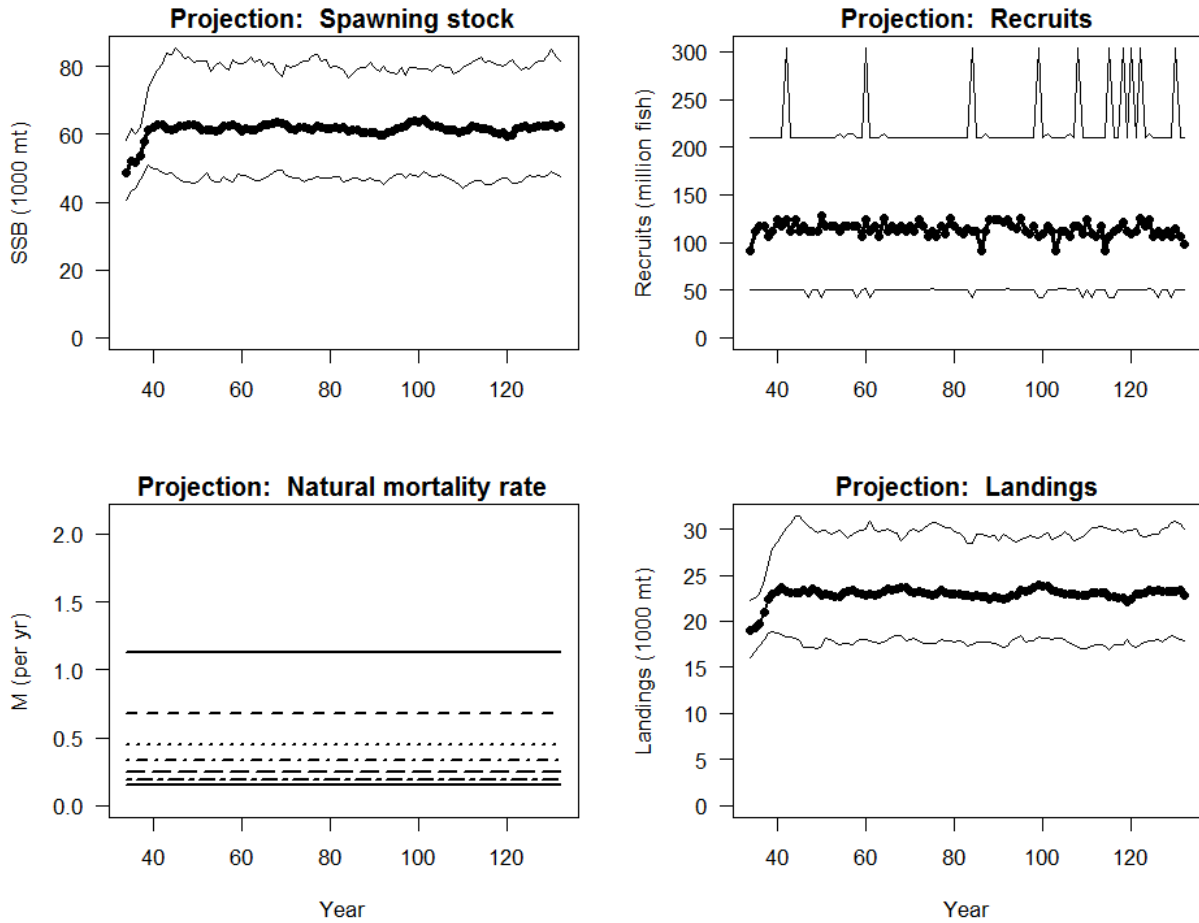 Projection: Spawning stock
SSB (1000 mt)
80
60
40
20
0
40 60 80 100 120
Projection: Recruits
Recruits (million fish)
300
250
200
150
100
50
0
40 60 80 100 120
Projection: Natural mortality rate
M (per yr)
2.0
1.5
1.0
0.5
0.0
40 60 80 100 120
Year
Projection: Landings
Landings (1000 mt)
30
25
20
15
10
5
0
40 60 80 100 120
Year